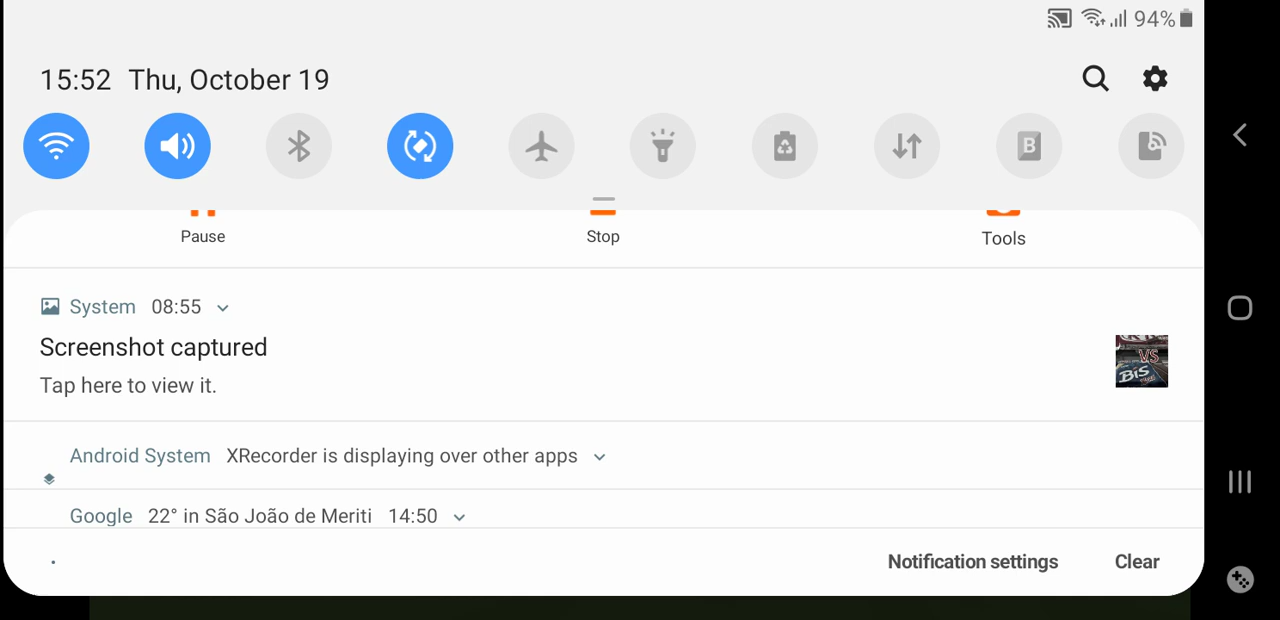 94%
15:52 Thu, October 19
B
Pause Stop Tools
System 08:55
Screenshot captured
Tap here to view it.
VS
BIS
Android System XRecorder is displaying over other apps
Google 22° in São João de Meriti 14:50
Notification settings Clear